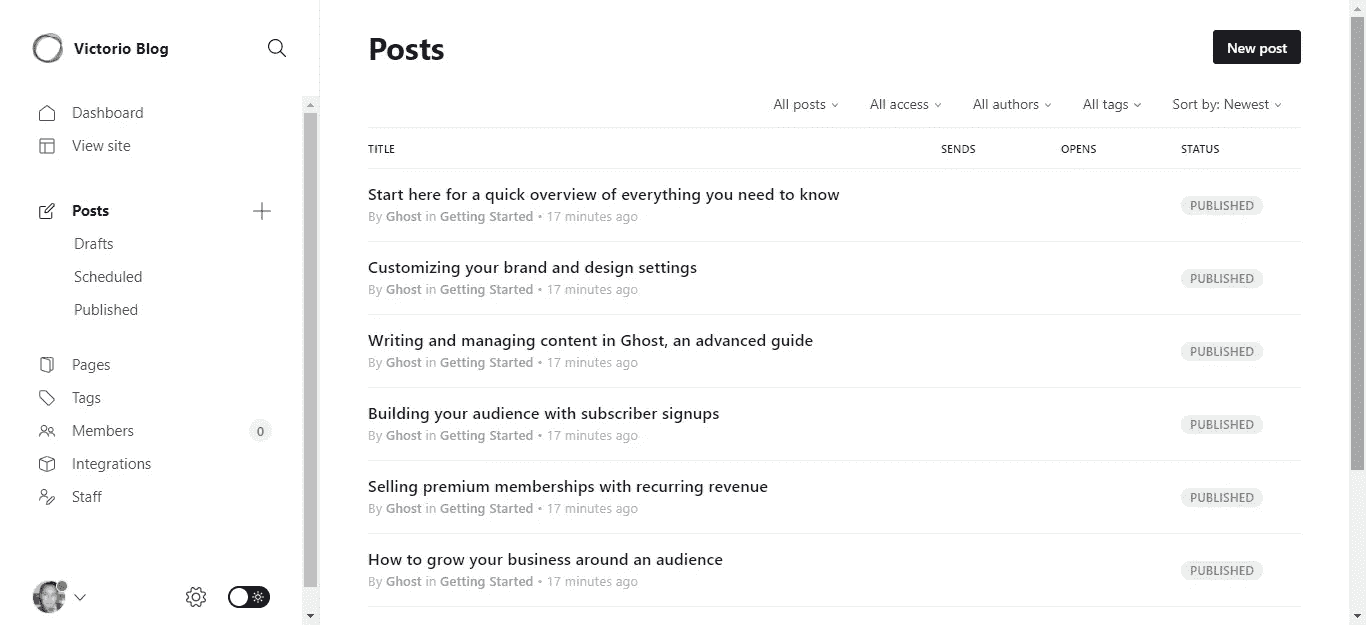 Victorio Blog
Dashboard
View site
Posts
Drafts
Scheduled
Published
Pages
Tags
Members 0
Integrations
Staff
Posts
New post
All posts All access All authors All tags Sort by: Newest
TITLE SENDS OPENS STATUS
Start here for a quick overview of everything you need to know
By Ghost in Getting Started • 17 minutes ago
PUBLISHED
Customizing your brand and design settings
By Ghost in Getting Started • 17 minutes ago
PUBLISHED
Writing and managing content in Ghost, an advanced guide
By Ghost in Getting Started • 17 minutes ago
PUBLISHED
Building your audience with subscriber signups
By Ghost in Getting Started • 17 minutes ago
PUBLISHED
Selling premium memberships with recurring revenue
By Ghost in Getting Started • 17 minutes ago
PUBLISHED
How to grow your business around an audience
By Ghost in Getting Started • 17 minutes ago
PUBLISHED